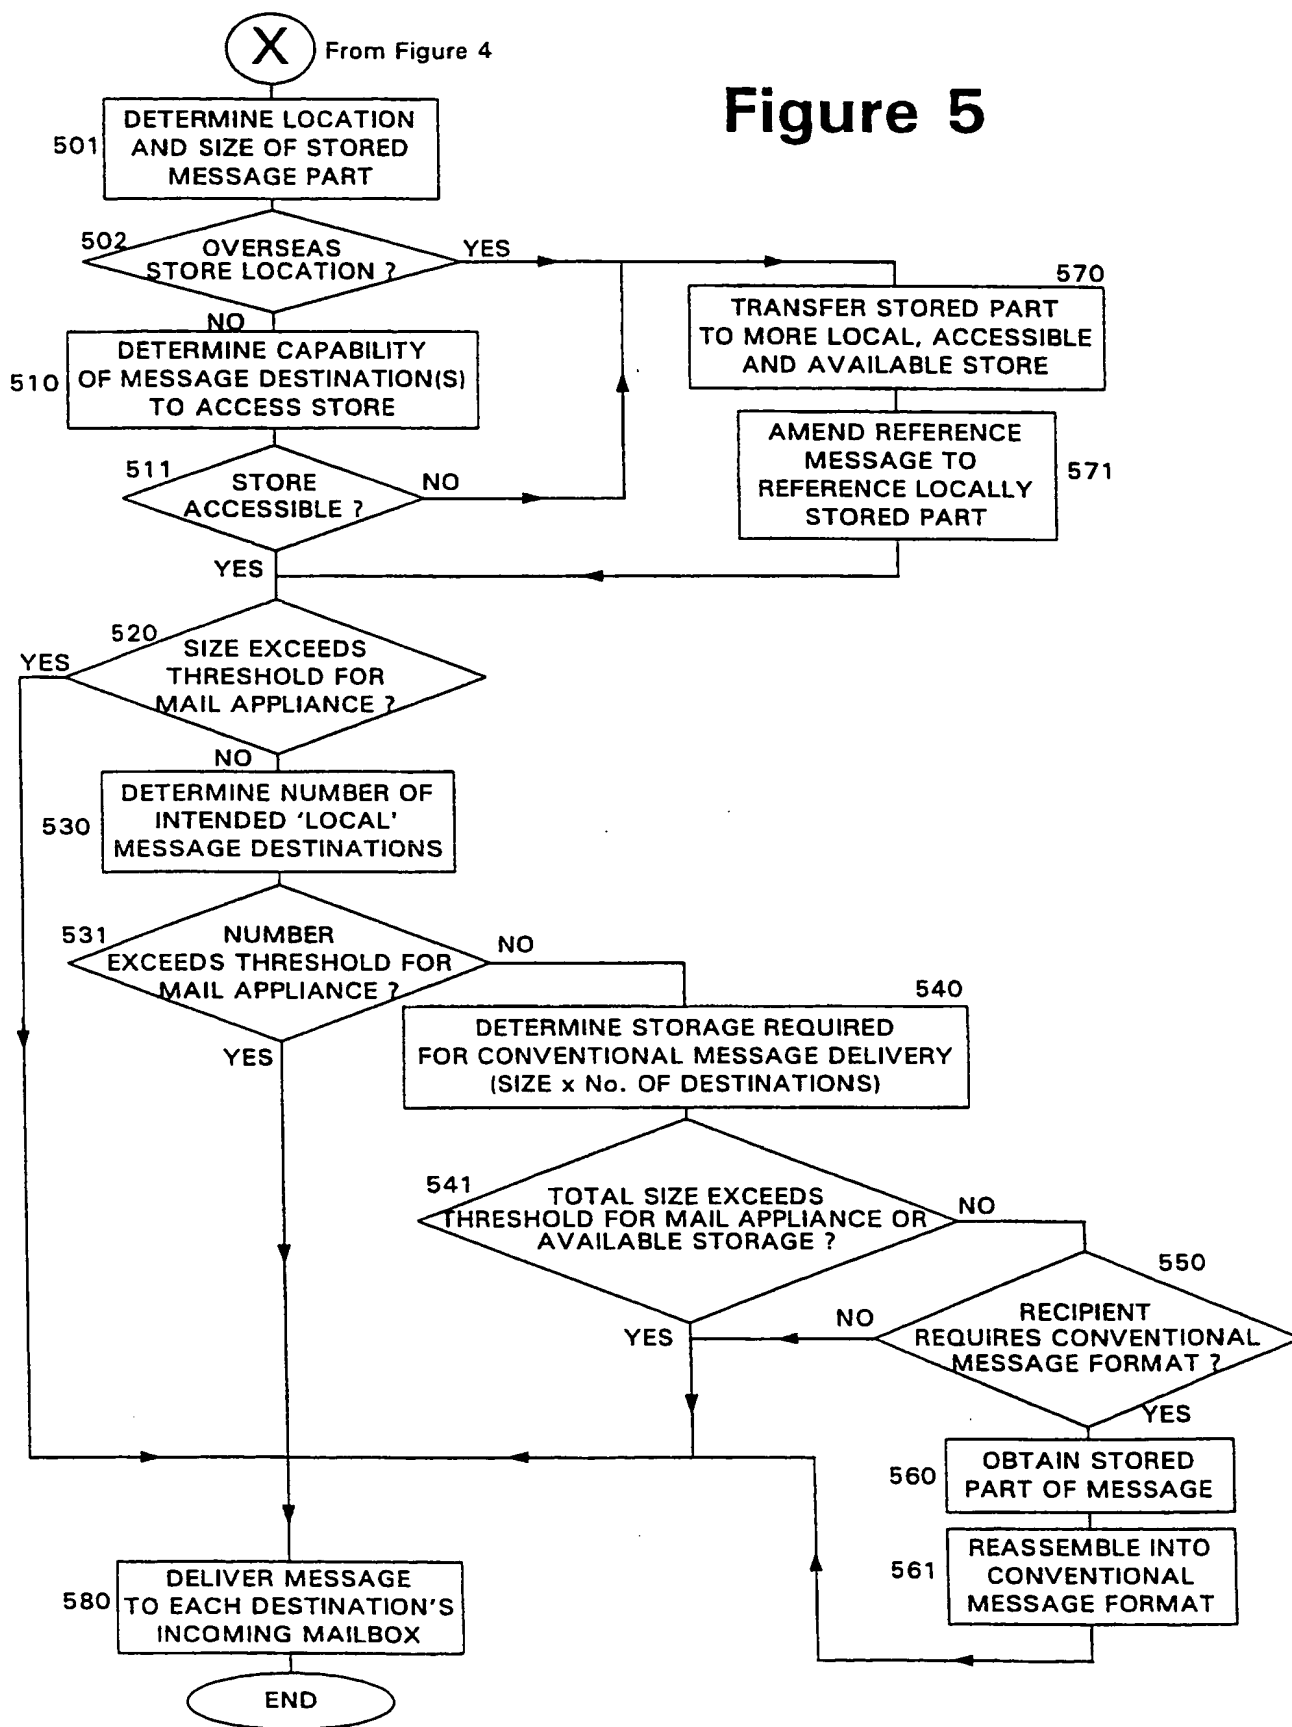 X
From Figure 4
Figure 5
501
DETERMINE LOCATION
AND SIZE OF STORED
MESSAGE PART
502
OVERSEAS
STORE LOCATION ?
YES
NO
570
TRANSFER STORED PART
TO MORE LOCAL, ACCESSIBLE
AND AVAILABLE STORE
510
DETERMINE CAPABILITY
OF MESSAGE DESTINATION(S)
TO ACCESS STORE
571
AMEND REFERENCE
MESSAGE TO
REFERENCE LOCALLY
STORED PART
511
STORE
ACCESSIBLE ?
NO
YES
520
SIZE EXCEEDS
THRESHOLD FOR
MAIL APPLIANCE ?
YES
NO
530
DETERMINE NUMBER OF
INTENDED 'LOCAL'
MESSAGE DESTINATIONS
531
NUMBER
EXCEEDS THRESHOLD FOR
MAIL APPLIANCE ?
NO
YES
540
DETERMINE STORAGE REQUIRED
FOR CONVENTIONAL MESSAGE DELIVERY
(SIZE x No. OF DESTINATIONS)
541
TOTAL SIZE EXCEEDS
THRESHOLD FOR MAIL APPLIANCE OR
AVAILABLE STORAGE ?
NO
YES
550
RECIPIENT
REQUIRES CONVENTIONAL
MESSAGE FORMAT ?
NO
YES
560
OBTAIN STORED
PART OF MESSAGE
561
REASSEMBLE INTO
CONVENTIONAL
MESSAGE FORMAT
580
DELIVER MESSAGE
TO EACH DESTINATION'S
INCOMING MAILBOX
END